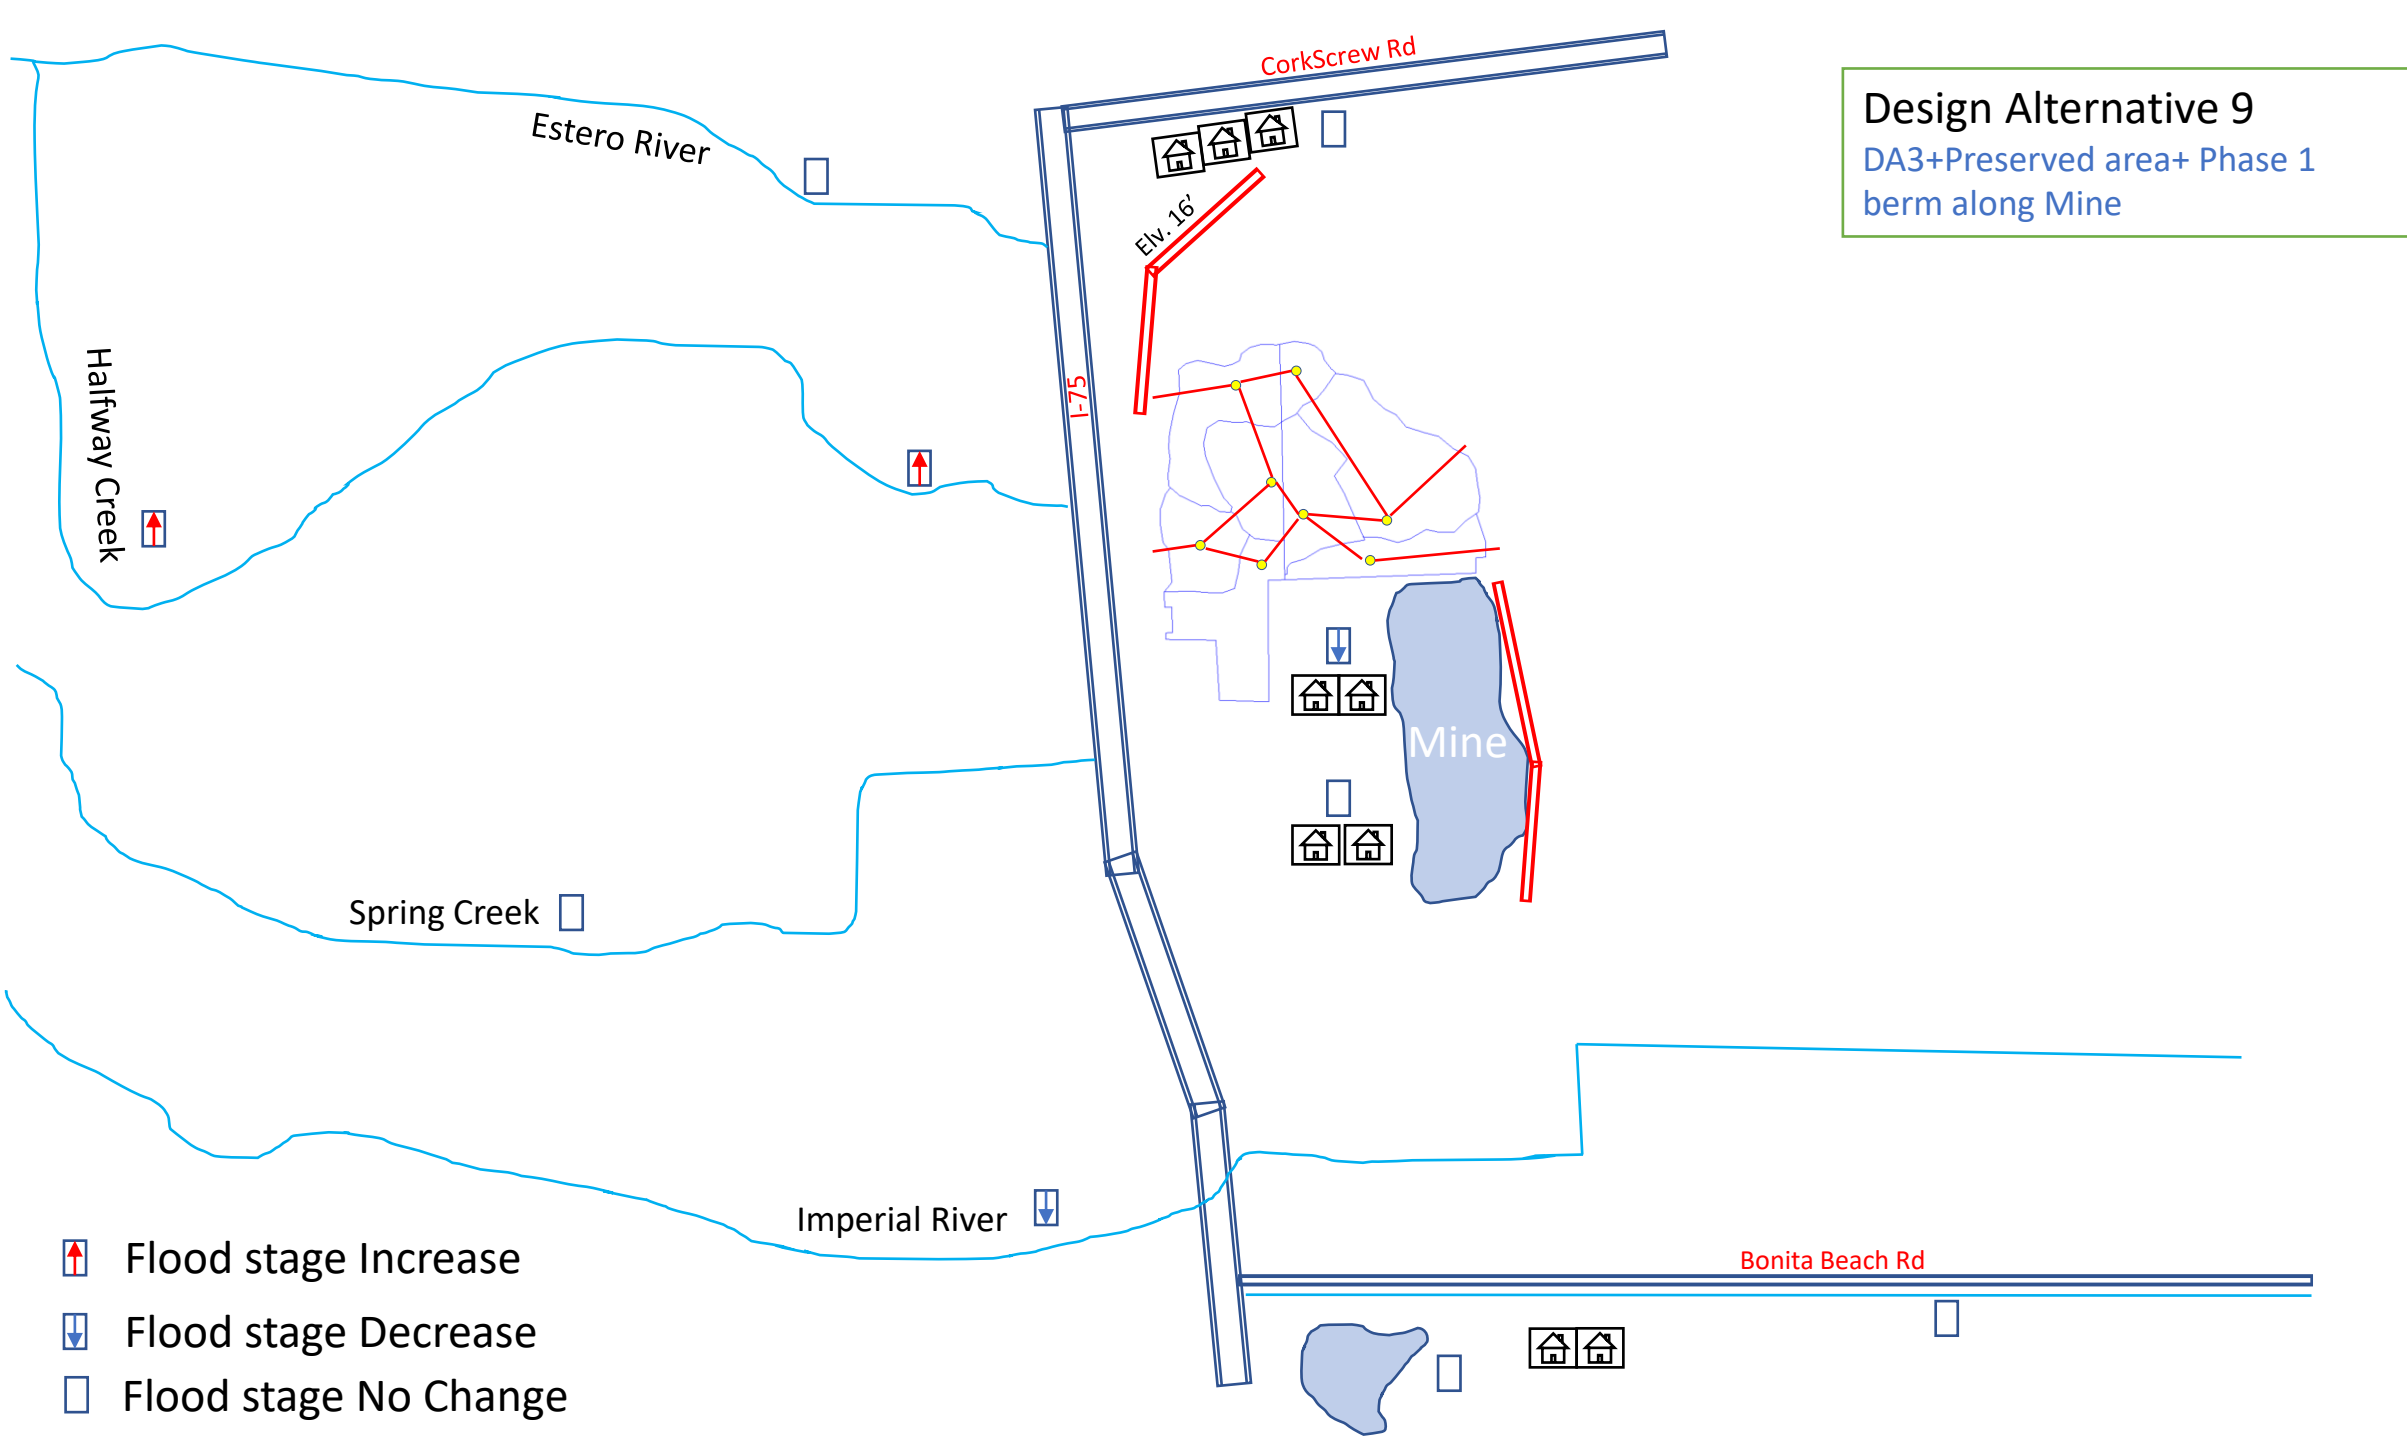 CorkScrew Rd
Design Alternative 9
DA3+Preserved area+ Phase 1
berm along Mine
Estero River
Elv. 16’
Halfway Creek
I-75
Mine
Spring Creek
Imperial River
Bonita Beach Rd
Flood stage Increase
Flood stage Decrease
Flood stage No Change